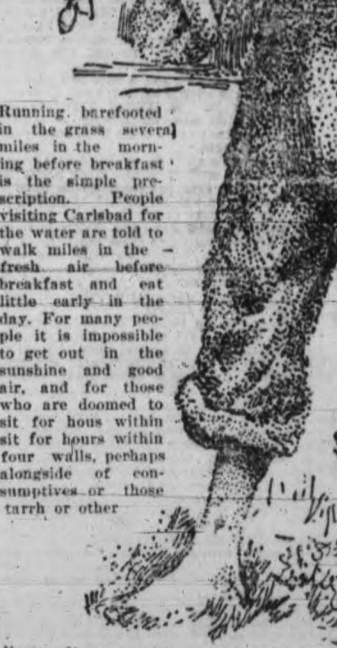 Running barefooted
in the grass several
miles in the morn-
ing before breakfast
is the simple pre-
scription. People
visiting Carlsbad for
the water are told to
walk miles in the
fresh air before
breakfast and eat
little early in the
day. For many peo-
ple it is impossible
to get out in the
sunshine and good
air, and for those
who are doomed to
sit for hous within
sit for hours within
four walls, perhaps
alongside of con-
sumptives or those
tarrh or other